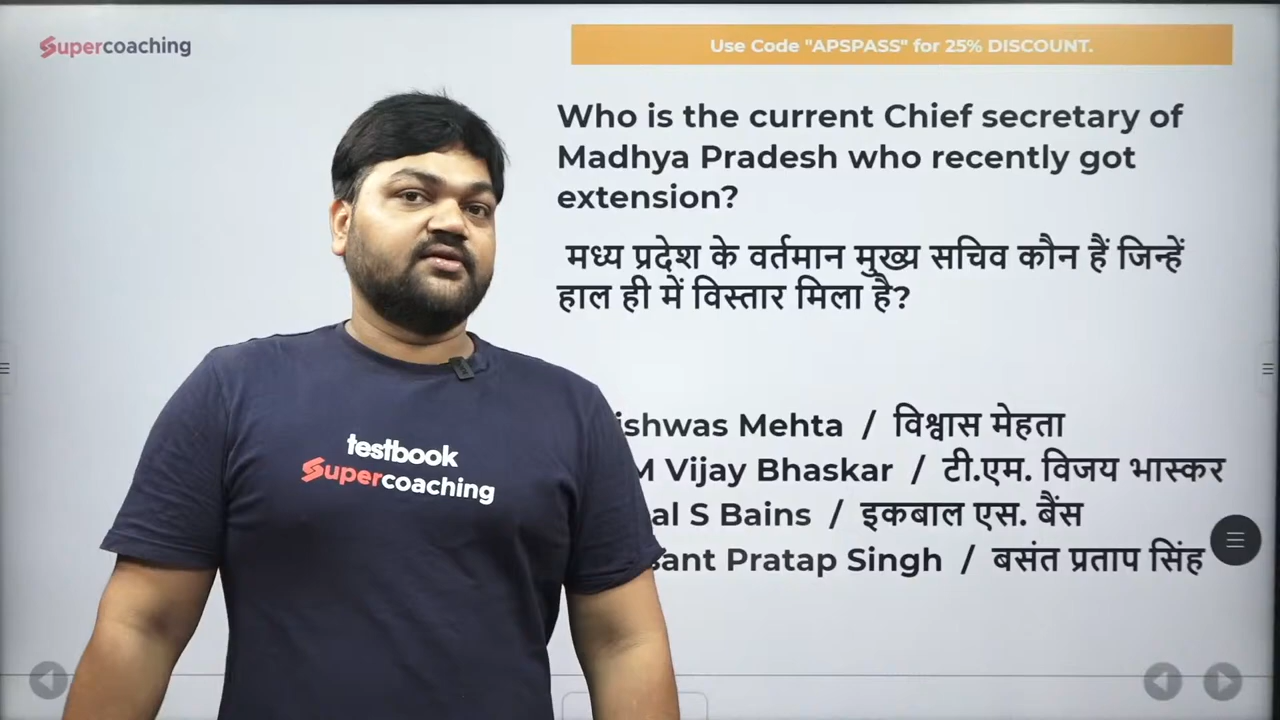 Supercoaching
Use Code "APSPASS" for 25% DISCOUNT.
Who is the current Chief secretary of
Madhya Pradesh who recently got
extension?
मध्य प्रदेश के वर्तमान मुख्य सचिव कौन हैं जिन्हें
हाल ही में विस्तार मिला है?
ishwas Mehta / विश्वास मेहता
M Vijay Bhaskar / टी.एम. विजय भास्कर
al S Bains / इकबाल एस. बैंस
sant Pratap Singh / बसंत प्रताप सिंह
testbook
Supercoaching